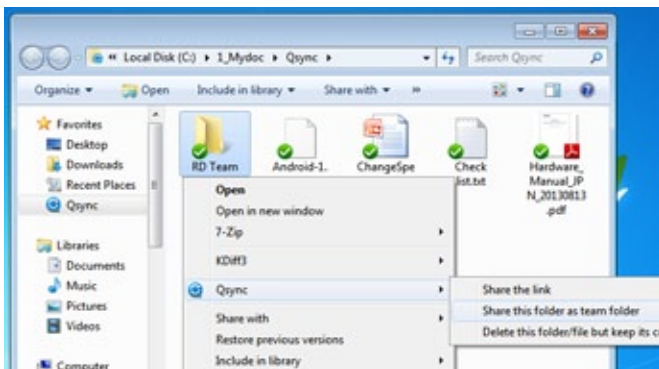 Local Disk (C:) ▸ 1_Mydoc ▸ Qsync ▸
Search Qsync
Organize
Open
Include in library
Share with
»
Favorites
Desktop
Downloads
Recent Places
Qsync
Libraries
Documents
Music
Pictures
Videos
Computer
RD Team
Android-1.
ChangeSpe
Check
list.txt
Hardware_
Manual_JP
N_20130813
.pdf
Open
Open in new window
7-Zip
KDiff3
Qsync
Share with
Restore previous versions
Include in library
Share the link
Share this folder as team folder
Delete this folder/file but keep its c